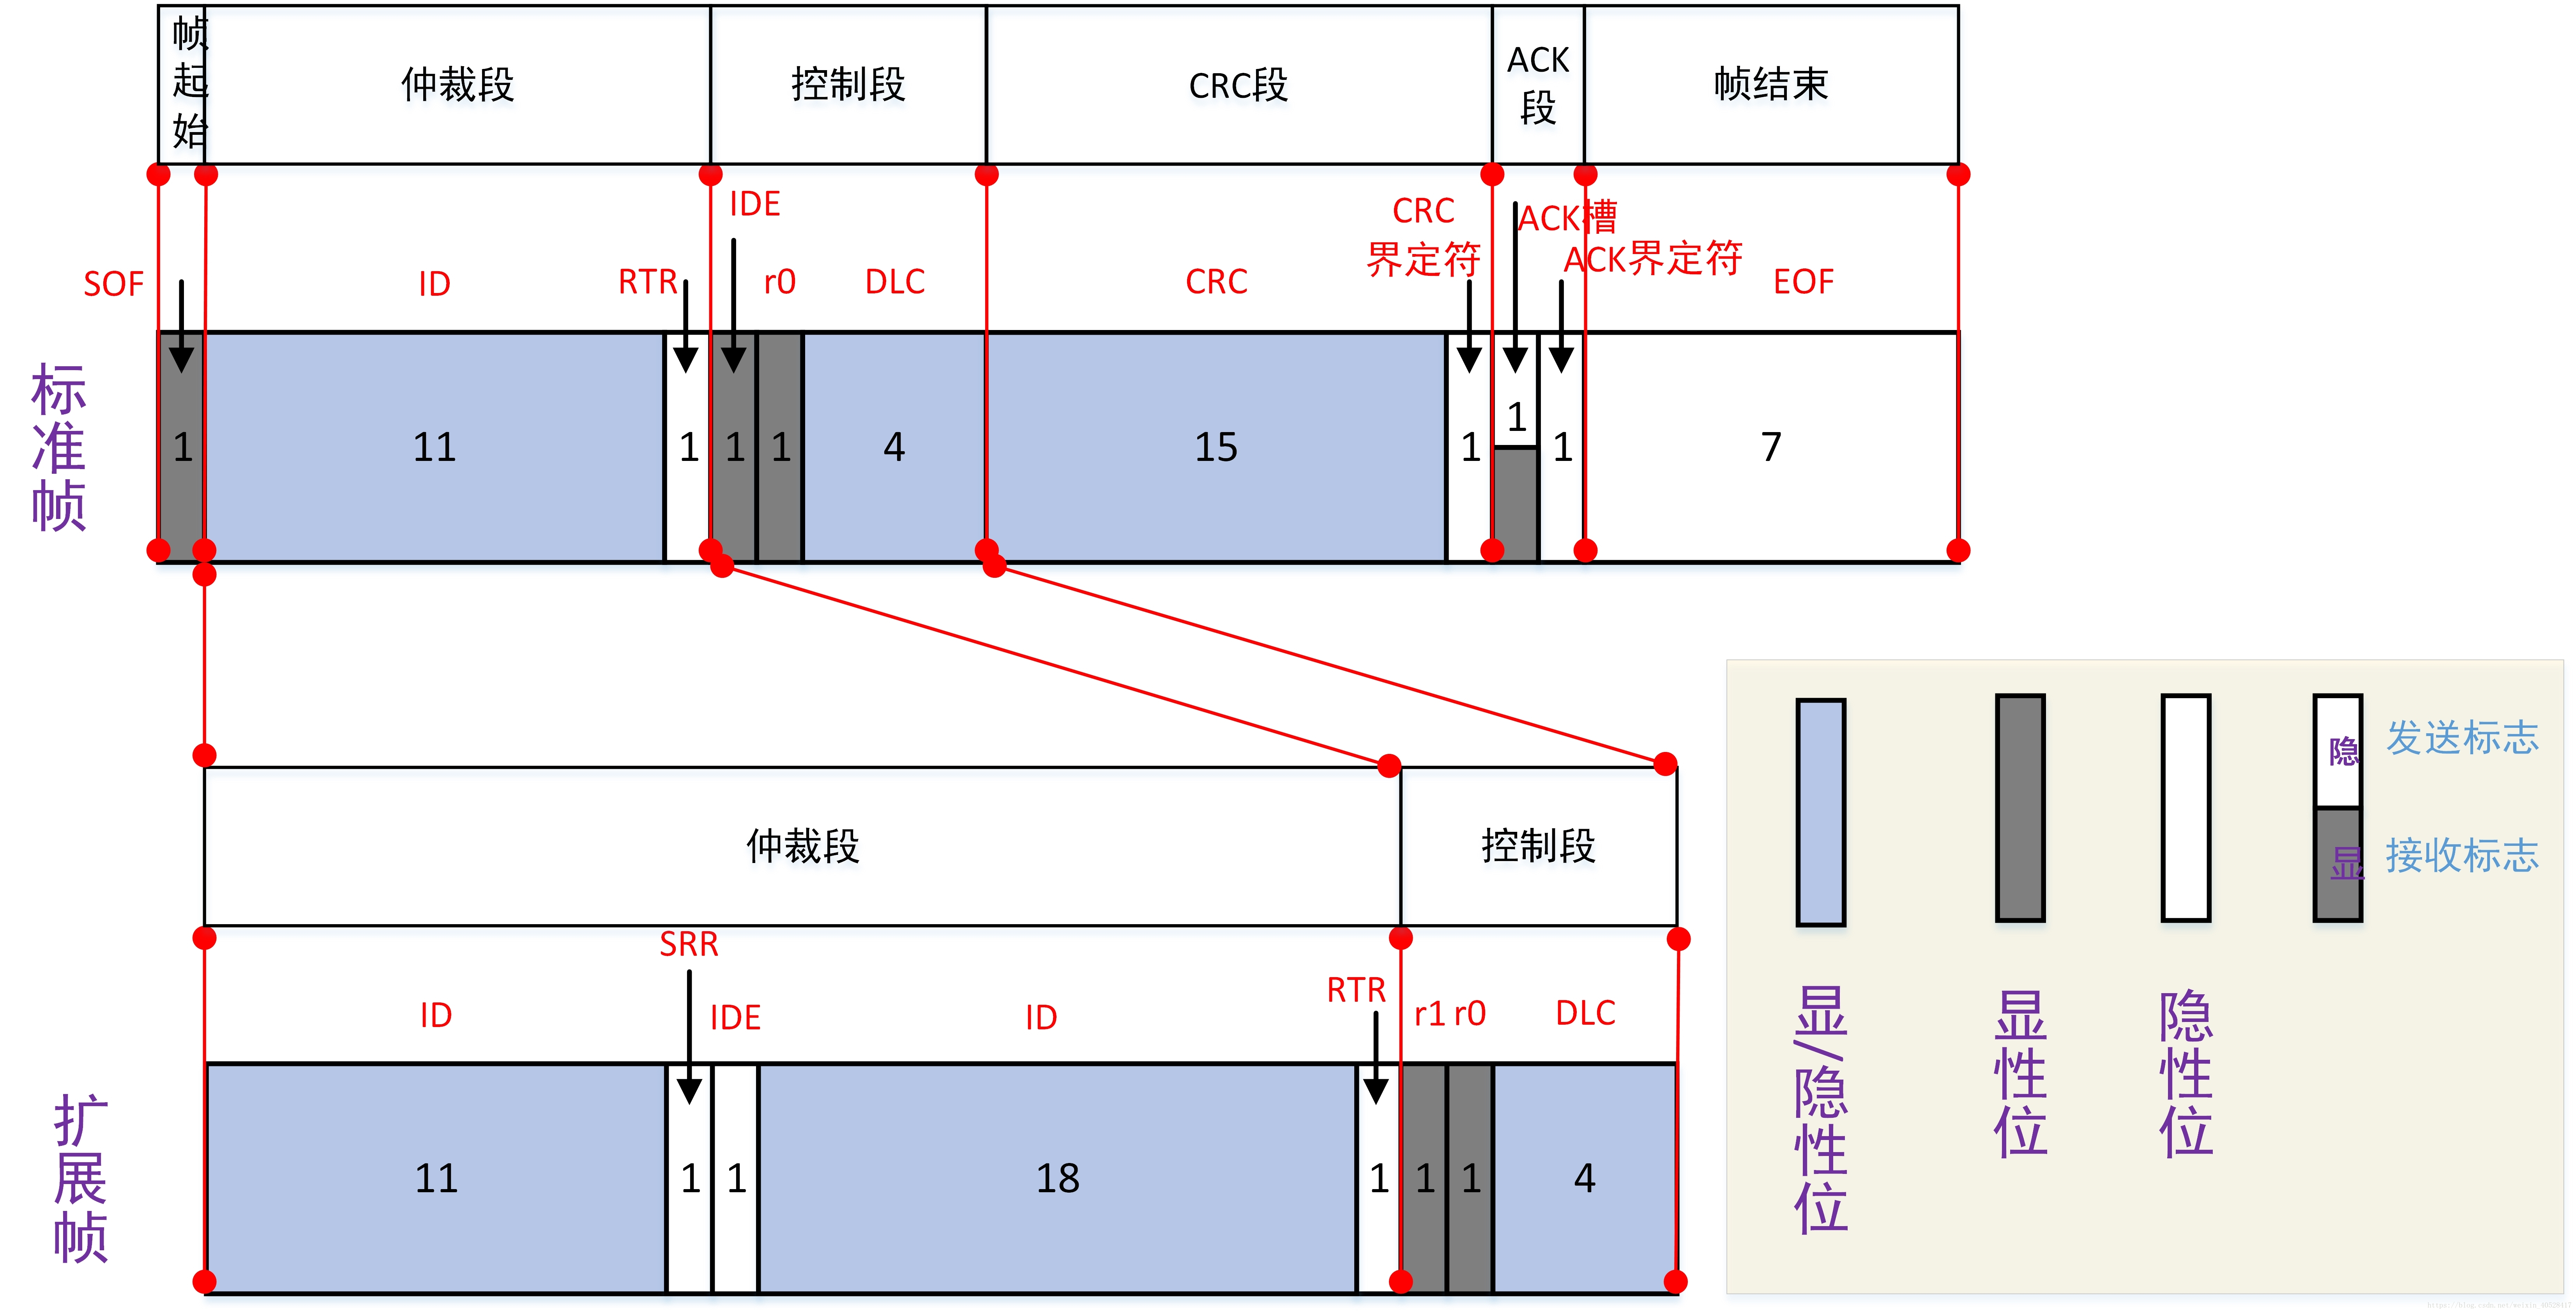 帧起始
仲裁段
控制段
CRC段
ACK段
帧结束
IDE
CRC
界定符
ACK槽
ACK界定符
SOF
ID
RTR
r0
DLC
CRC
EOF
标准帧
1
11
1
1
1
4
15
1
1
1
7
仲裁段
控制段
SRR
ID
IDE
ID
RTR
r1
r0
DLC
扩展帧
11
1
1
18
1
1
1
4
隐
发送标志
显
接收标志
显/隐性位
显性位
隐性位